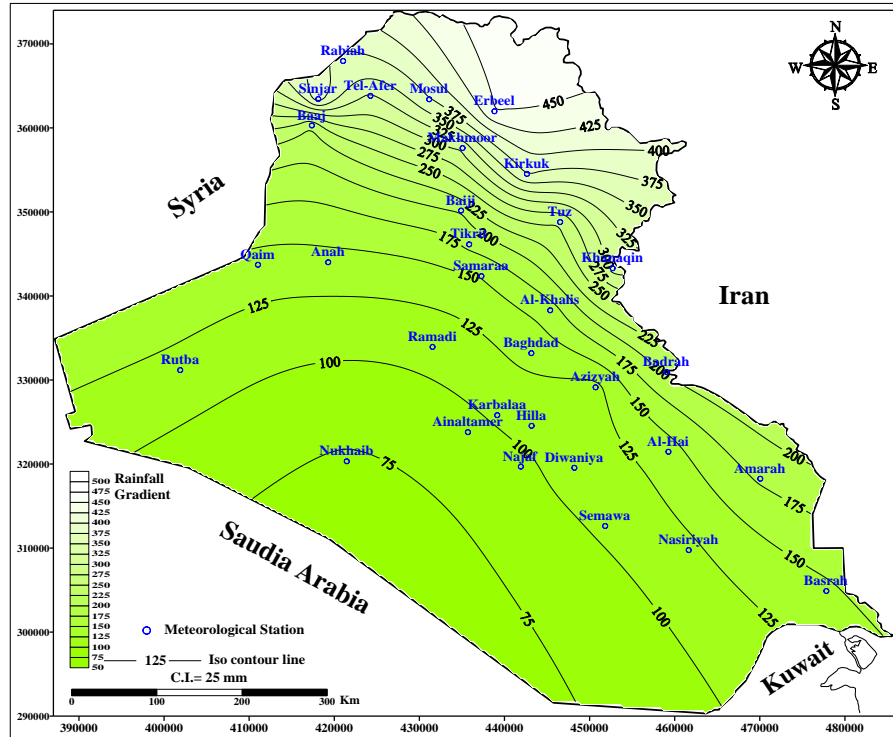 370000
360000
350000
340000
330000
320000
310000
300000
290000
N
W E
S
Rabiah
Sinjar
Tel-Afer
Mosul
Erbeel
450
425
Baaj
375
350
325
300
275
250
Makhmoor
400
Kirkuk
375
350
325
300
275
250
Syria
Baiji
225
200
175
150
Tuz
Tikrit
Khanaqin
Qaim
Anah
Samaraa
Iran
Al-Khalis
125
125
Ramadi
Baghdad
225
175
200
Badrah
Rutba
100
Azizyah
150
Karbalaa
Hilla
Ainaltamer
100
125
Al-Hai
200
Nukhaib
75
Najaf
Diwaniya
Amarah
175
Semawa
Nasiriyah
150
Basrah
75
100
125
Saudia Arabia
Kuwait
Rainfall
Gradient
500
475
450
425
400
375
350
325
300
275
250
225
200
175
150
125
100
75
50
Meteorological Station
125 Iso contour line
C.I.= 25 mm
0 100 200 300 Km
390000 400000 410000 420000 430000 440000 450000 460000 470000 480000